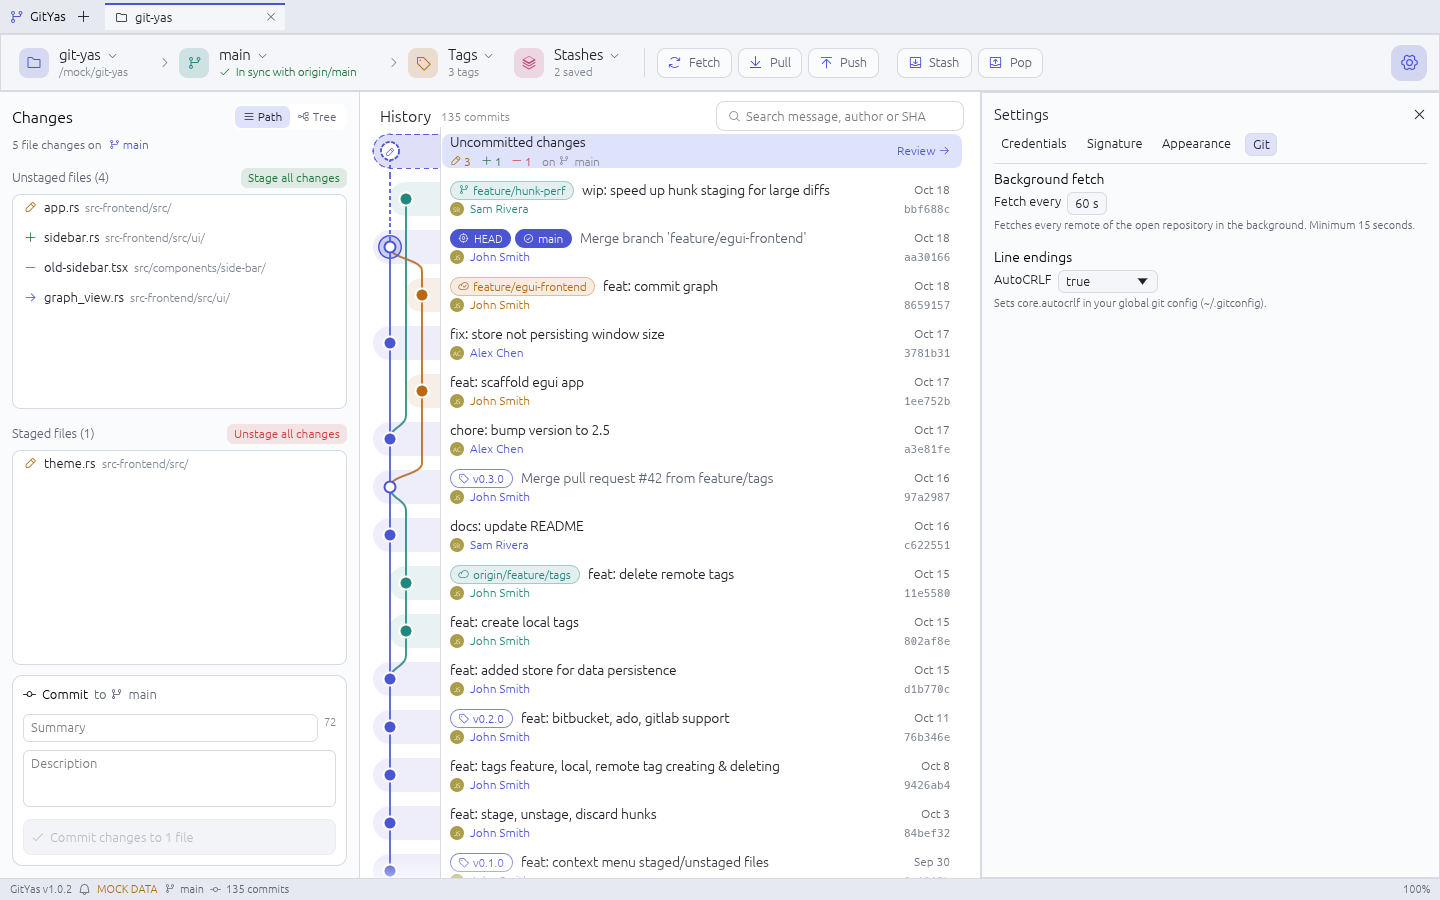 GitYas
git-yas
git-yas
/mock/git-yas
main
In sync with origin/main
Tags
3 tags
Stashes
2 saved
Fetch
Pull
Push
Stash
Pop
Changes
Path
Tree
5 file changes on main
Unstaged files (4)
Stage all changes
app.rs src-frontend/src/
sidebar.rs src-frontend/src/ui/
old-sidebar.tsx src/components/side-bar/
graph_view.rs src-frontend/src/ui/
Staged files (1)
Unstage all changes
theme.rs src-frontend/src/
Commit to main
Summary
72
Description
Commit changes to 1 file
History 135 commits
Search message, author or SHA
Uncommitted changes
3 1 1 on main
Review
feature/hunk-perf wip: speed up hunk staging for large diffs Oct 18
Sam Rivera bbf688c
HEAD main Merge branch 'feature/egui-frontend' Oct 18
John Smith aa30166
feature/egui-frontend feat: commit graph Oct 18
John Smith 8659157
fix: store not persisting window size Oct 17
Alex Chen 3781b31
feat: scaffold egui app Oct 17
John Smith 1ee752b
chore: bump version to 2.5 Oct 17
Alex Chen a3e81fe
v0.3.0 Merge pull request #42 from feature/tags Oct 16
John Smith 97a2987
docs: update README Oct 16
Sam Rivera c622551
origin/feature/tags feat: delete remote tags Oct 15
John Smith 11e5580
feat: create local tags Oct 15
John Smith 802af8e
feat: added store for data persistence Oct 15
John Smith d1b770c
v0.2.0 feat: bitbucket, ado, gitlab support Oct 11
John Smith 76b346e
feat: tags feature, local, remote tag creating & deleting Oct 8
John Smith 9426ab4
feat: stage, unstage, discard hunks Oct 3
John Smith 84bef32
v0.1.0 feat: context menu staged/unstaged files Sep 30
Settings
Credentials
Signature
Appearance
Git
Background fetch
Fetch every 60 s
Fetches every remote of the open repository in the background. Minimum 15 seconds.
Line endings
AutoCRLF true
Sets core.autocrlf in your global git config (~/.gitconfig).
GitYas v1.0.2 MOCK DATA main 135 commits
100%